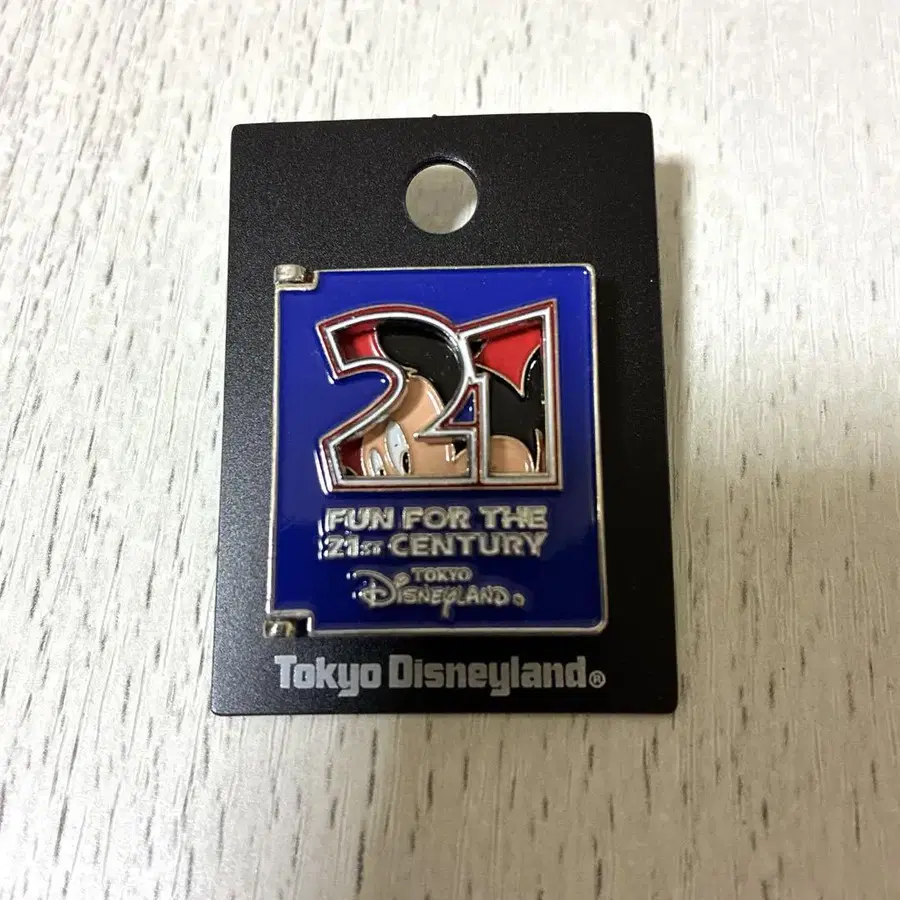 21
FUN FOR THE
21ST CENTURY
TOKYO
DISNEYLAND®
Tokyo Disneyland®